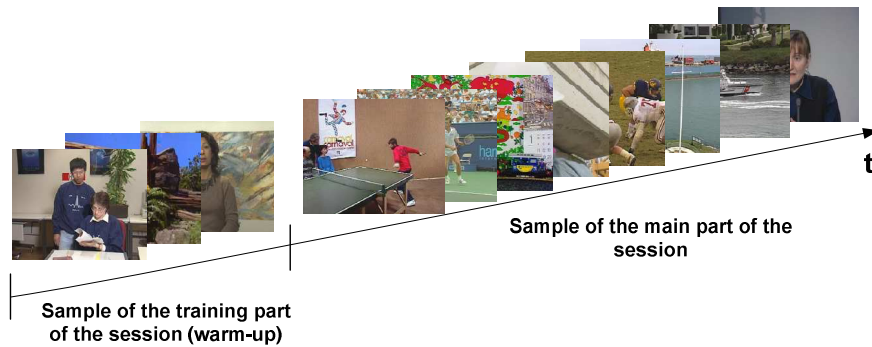 t
Sample of the main part of the
session
Sample of the training part
of the session (warm-up)